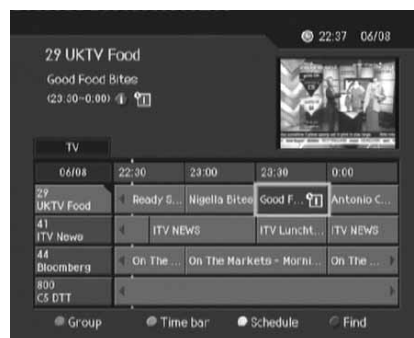 22:37 06/08
29 UKTV Food
Good Food Bites
(23:30-0:00)
TV
06/08 22:30 23:00 23:30 0:00
29 UKTV Food Ready S... Nigella Bites Good F... Antonio C...
41 ITV News ITV NEWS ITV Luncht... ITV NEWS
44 Bloomberg On The ... On The Markets - Morni... On The ...
800 C5 DTT
Group Time bar Schedule Find